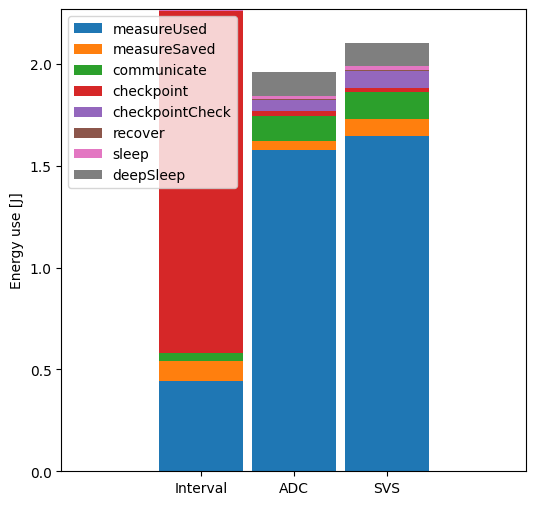 measureUsed
measureSaved
communicate
checkpoint
checkpointCheck
recover
sleep
deepSleep
Energy use [J]
2.0
1.5
1.0
0.5
0.0
Interval ADC SVS